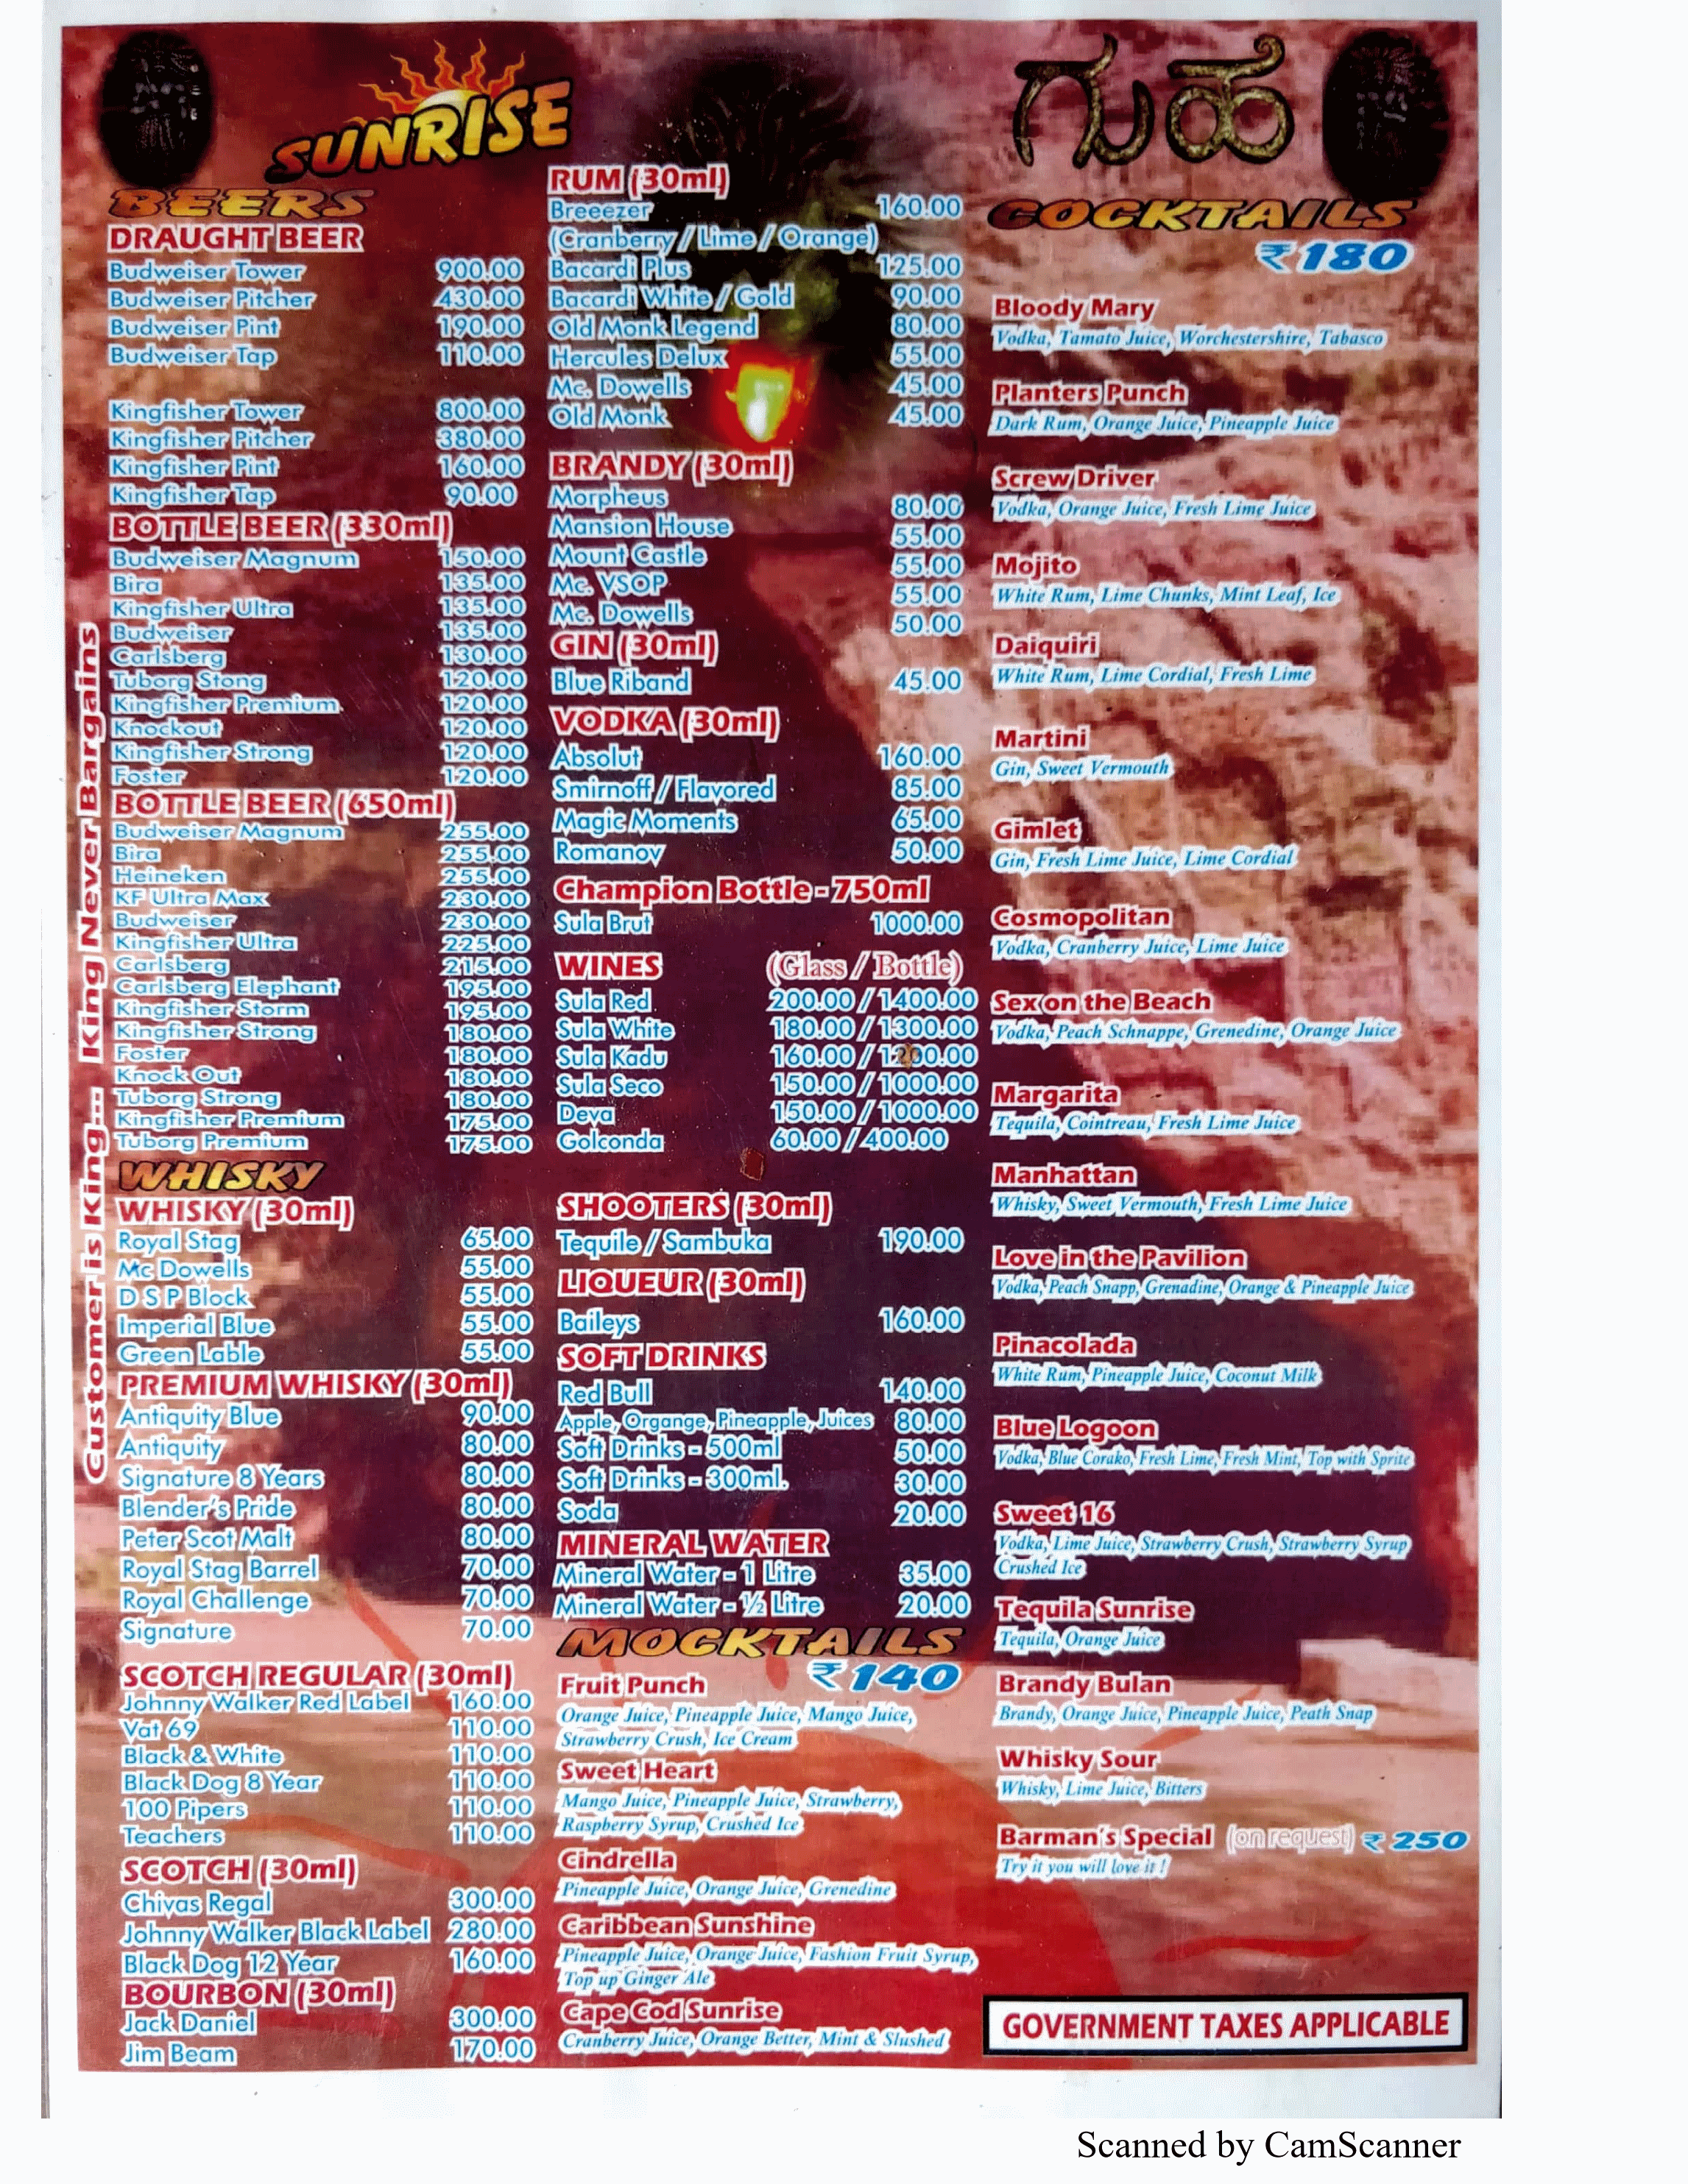 SUNRISE
ಗುಹೆ
Customer is King... King Never Bargains
BEERS
DRAUGHT BEER
Budweiser Tower 900.00
Budweiser Pitcher 430.00
Budweiser Pint 190.00
Budweiser Tap 110.00
Kingfisher Tower 800.00
Kingfisher Pitcher 380.00
Kingfisher Pint 160.00
Kingfisher Tap 90.00
BOTTLE BEER (330ml)
Budweiser Magnum 150.00
Bira 135.00
Kingfisher Ultra 135.00
Budweiser 135.00
Carlsberg 130.00
Tuborg Stong 120.00
Kingfisher Premium 120.00
Knockout 120.00
Kingfisher Strong 120.00
Foster 120.00
BOTTLE BEER (650ml)
Budweiser Magnum 255.00
Bira 255.00
Heineken 255.00
KF Ultra Max 230.00
Budweiser 230.00
Kingfisher Ultra 225.00
Carlsberg 215.00
Carlsberg Elephant 195.00
Kingfisher Storm 195.00
Kingfisher Strong 180.00
Foster 180.00
Knock Out 180.00
Tuborg Strong 180.00
Kingfisher Premium 175.00
Tuborg Premium 175.00
WHISKY
WHISKY (30ml)
Royal Stag 65.00
Mc Dowells 55.00
D S P Block 55.00
Imperial Blue 55.00
Green Lable 55.00
PREMIUM WHISKY (30ml)
Antiquity Blue 90.00
Antiquity 80.00
Signature 8 Years 80.00
Blender's Pride 80.00
Peter Scot Malt 80.00
Royal Stag Barrel 70.00
Royal Challenge 70.00
Signature 70.00
SCOTCH REGULAR (30ml)
Johnny Walker Red Label 160.00
Vat 69 110.00
Black & White 110.00
Black Dog 8 Year 110.00
100 Pipers 110.00
Teachers 110.00
SCOTCH (30ml)
Chivas Regal 300.00
Johnny Walker Black Label 280.00
Black Dog 12 Year 160.00
BOURBON (30ml)
Jack Daniel 300.00
Jim Beam 170.00
RUM (30ml)
Breeezer 160.00
(Cranberry / Lime / Orange)
Bacardi Plus 125.00
Bacardi White / Gold 90.00
Old Monk Legend 80.00
Hercules Delux 55.00
Mc. Dowells 45.00
Old Monk 45.00
BRANDY (30ml)
Morpheus 80.00
Mansion House 55.00
Mount Castle 55.00
Mc. VSOP 55.00
Mc. Dowells 50.00
GIN (30ml)
Blue Riband 45.00
VODKA (30ml)
Absolut 160.00
Smirnoff / Flavored 85.00
Magic Moments 65.00
Romanov 50.00
Champion Bottle - 750ml
Sula Brut 1000.00
WINES (Glass / Bottle)
Sula Red 200.00 / 1400.00
Sula White 180.00 / 1300.00
Sula Kadu 160.00 / 1200.00
Sula Seco 150.00 / 1000.00
Deva 150.00 / 1000.00
Golconda 60.00 / 400.00
SHOOTERS (30ml)
Tequile / Sambuka 190.00
LIQUEUR (30ml)
Baileys 160.00
SOFT DRINKS
Red Bull 140.00
Apple, Organge, Pineapple, Juices 80.00
Soft Drinks - 500ml 50.00
Soft Drinks - 300ml. 30.00
Soda 20.00
MINERAL WATER
Mineral Water - 1 Litre 35.00
Mineral Water - ½ Litre 20.00
MOCKTAILS
₹ 140
Fruit Punch
Orange Juice, Pineapple Juice, Mango Juice,
Strawberry Crush, Ice Cream
Sweet Heart
Mango Juice, Pineapple Juice, Strawberry,
Raspberry Syrup, Crushed Ice
Cindrella
Pineapple Juice, Orange Juice, Grenedine
Caribbean Sunshine
Pineapple Juice, Orange Juice, Fashion Fruit Syrup,
Top up Ginger Ale
Cape Cod Sunrise
Cranberry Juice, Orange Better, Mint & Slushed
COCKTAILS
₹ 180
Bloody Mary
Vodka, Tamato Juice, Worchestershire, Tabasco
Planters Punch
Dark Rum, Orange Juice, Pineapple Juice
Screw Driver
Vodka, Orange Juice, Fresh Lime Juice
Mojito
White Rum, Lime Chunks, Mint Leaf, Ice
Daiquiri
White Rum, Lime Cordial, Fresh Lime
Martini
Gin, Sweet Vermouth
Gimlet
Gin, Fresh Lime Juice, Lime Cordial
Cosmopolitan
Vodka, Cranberry Juice, Lime Juice
Sex on the Beach
Vodka, Peach Schnappe, Grenedine, Orange Juice
Margarita
Tequila, Cointreau, Fresh Lime Juice
Manhattan
Whisky, Sweet Vermouth, Fresh Lime Juice
Love in the Pavilion
Vodka, Peach Snapp, Grenadine, Orange & Pineapple Juice
Pinacolada
White Rum, Pineapple Juice, Coconut Milk
Blue Logoon
Vodka, Blue Corako, Fresh Lime, Fresh Mint, Top with Sprite
Sweet 16
Vodka, Lime Juice, Strawberry Crush, Strawberry Syrup
Crushed Ice
Tequila Sunrise
Tequila, Orange Juice
Brandy Bulan
Brandy, Orange Juice, Pineapple Juice, Peath Snap
Whisky Sour
Whisky, Lime Juice, Bitters
Barman's Special (on request) ₹ 250
Try it you will love it !
GOVERNMENT TAXES APPLICABLE
Scanned by CamScanner